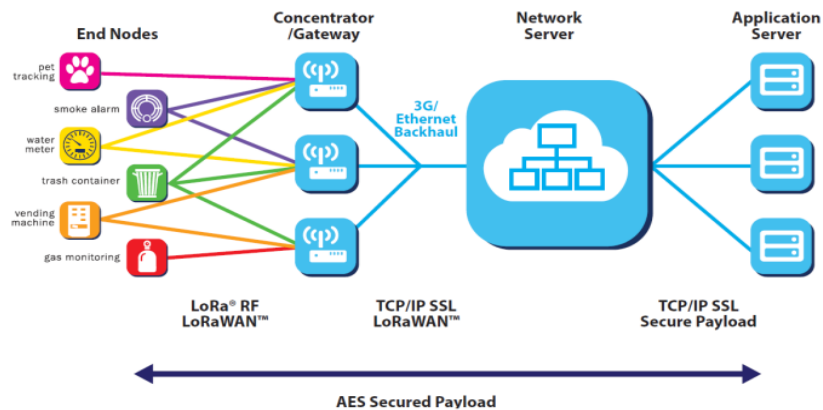 End Nodes
Concentrator
/Gateway
Network
Server
Application
Server
pet
tracking
smoke alarm
water
meter
trash container
vending
machine
gas monitoring
3G/
Ethernet
Backhaul
LoRa® RF
LoRaWAN™
TCP/IP SSL
LoRaWAN™
TCP/IP SSL
Secure Payload
AES Secured Payload